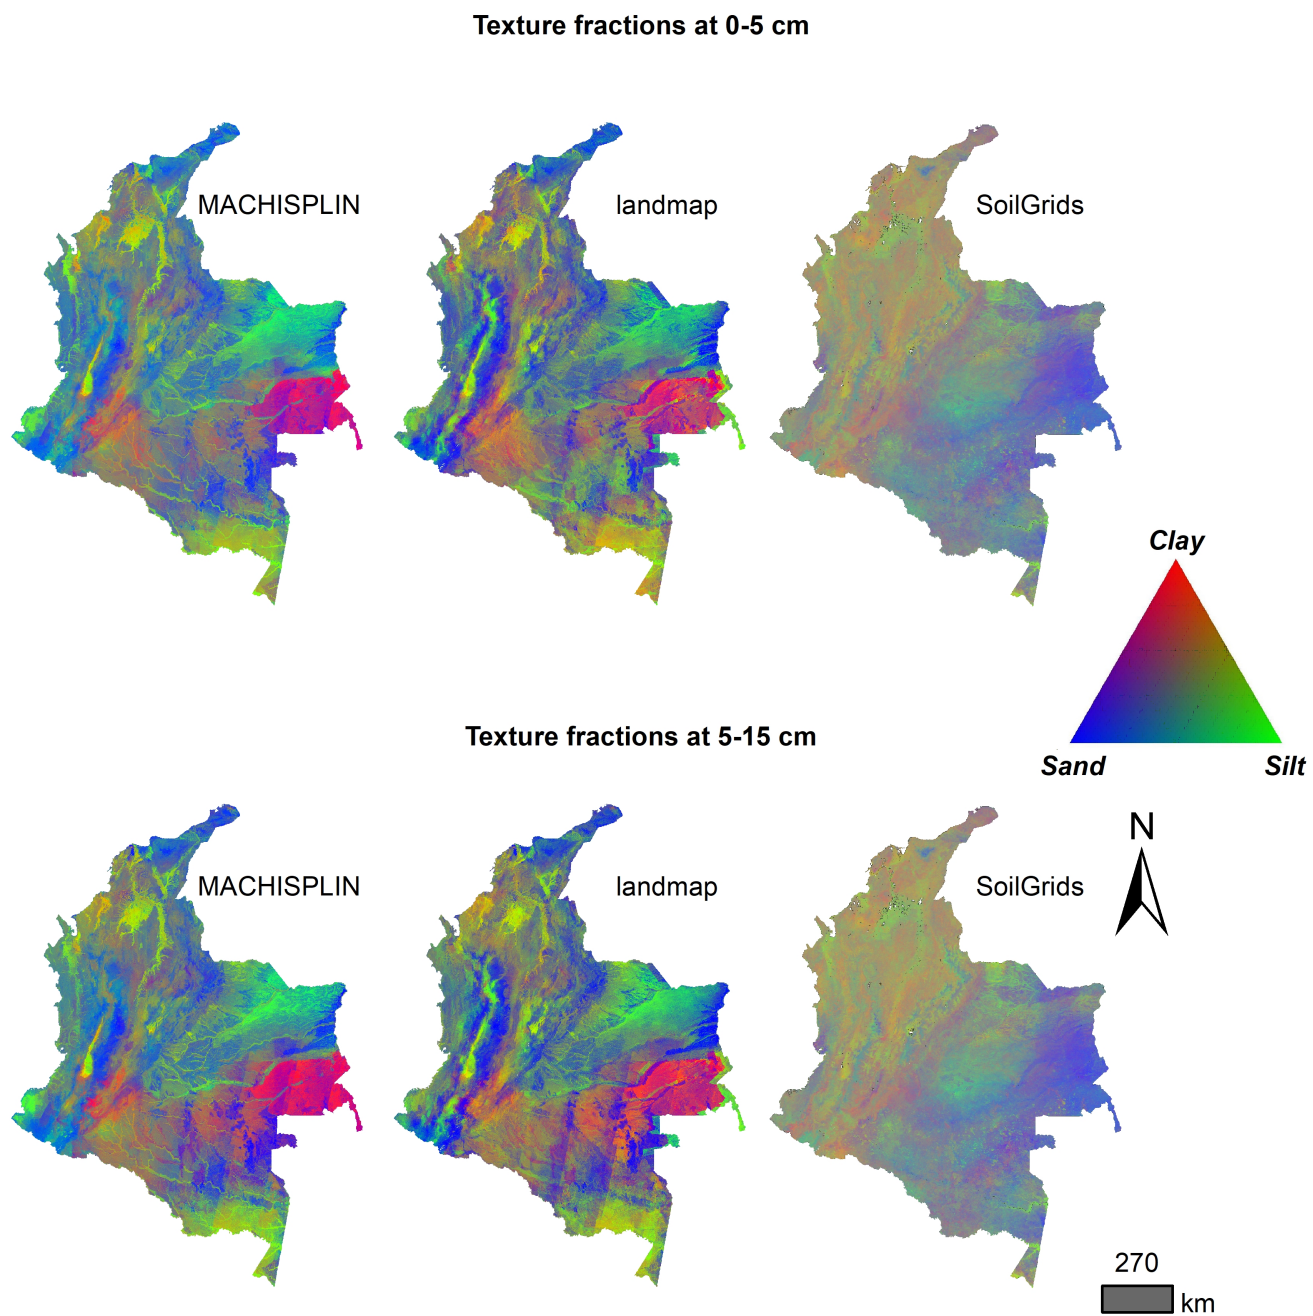 Texture fractions at 0-5 cm
MACHISPLIN
landmap
SoilGrids
Clay
Sand
Silt
Texture fractions at 5-15 cm
MACHISPLIN
landmap
SoilGrids
N
270
km